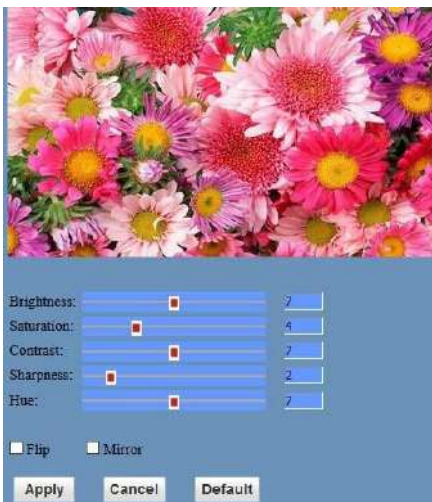 Brightness: 7
Saturation: 4
Contrast: 7
Sharpness: 2
Hue: 7
Flip Mirror
Apply Cancel Default